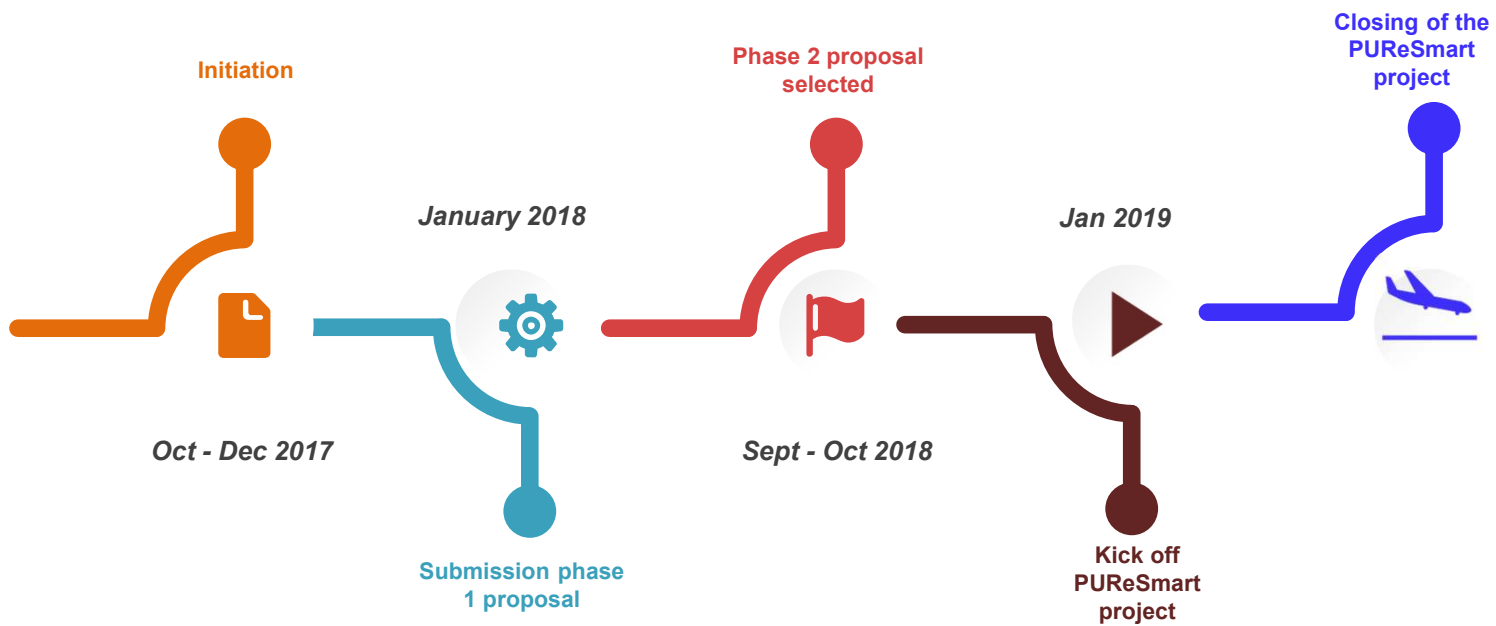 Initiation
Oct - Dec 2017
January 2018
Submission phase
1 proposal
Phase 2 proposal
selected
Sept - Oct 2018
Jan 2019
Kick off
PUReSmart
project
Closing of the
PUReSmart
project